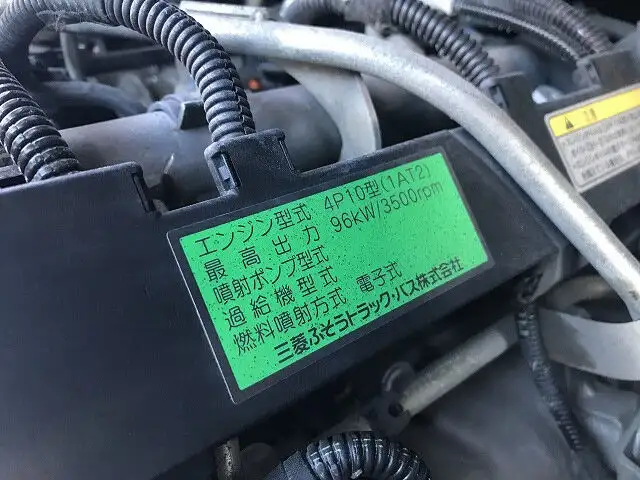 エンジン型式 4P10型(1AT2)
最高出力 96kW/3500rpm
噴射ポンプ型式
過給機型式
燃料噴射方式 電子式
三菱ふそうトラック・バス株式会社
注意